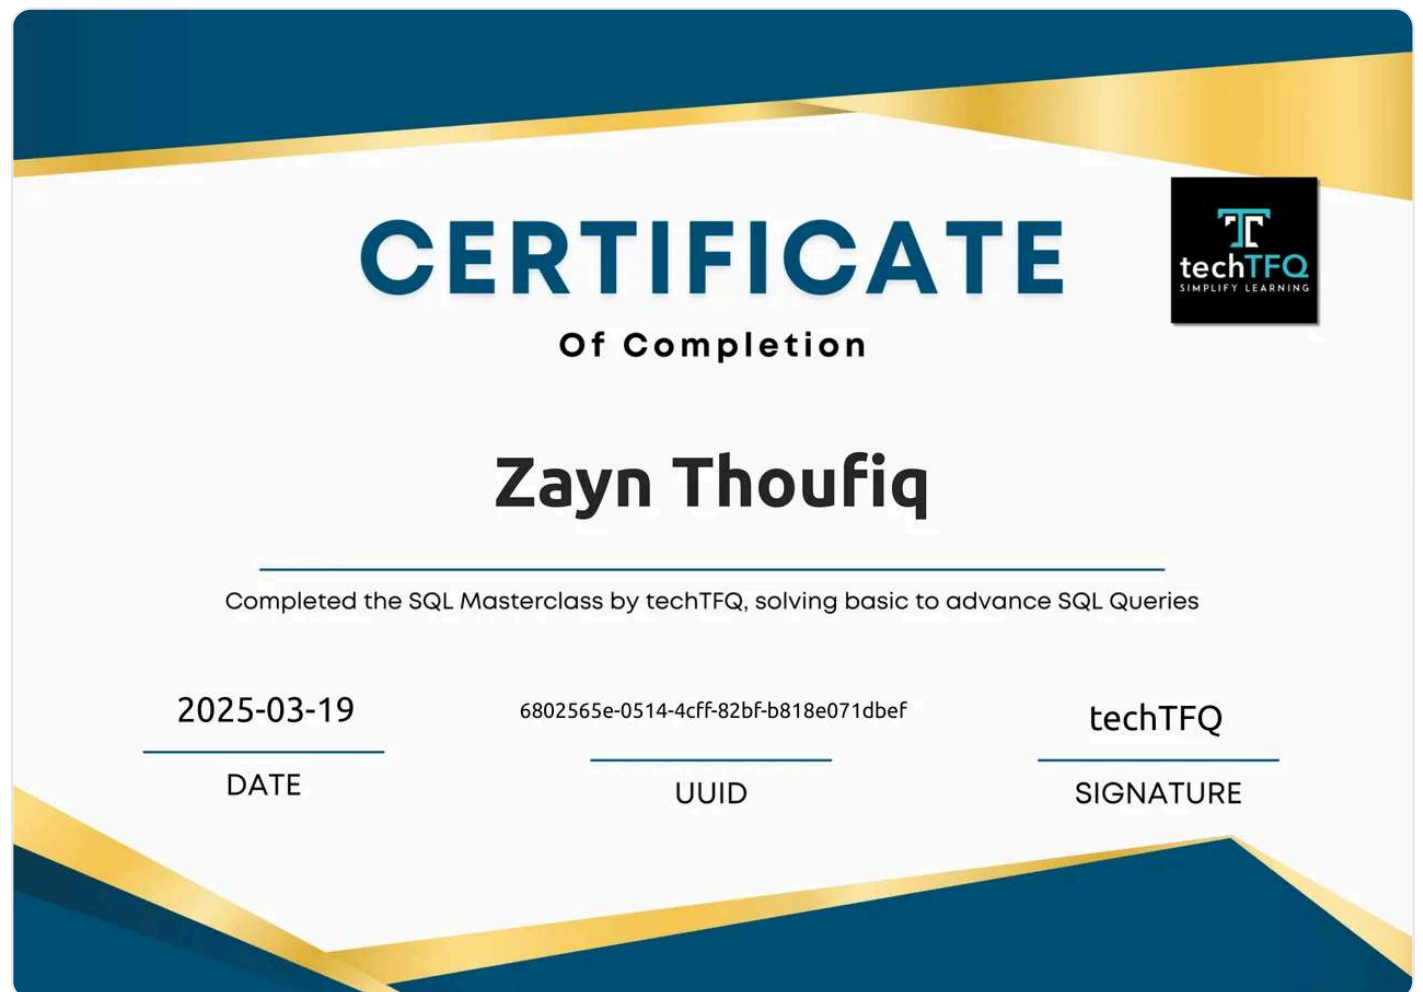 CERTIFICATE
techTFQ
SIMPLIFY LEARNING
Of Completion
Zayn Thoufiq
Completed the SQL Masterclass by techTFQ, solving basic to advance SQL Queries
2025-03-19
DATE
6802565e-0514-4cff-82bf-b818e071dbef
UUID
techTFQ
SIGNATURE